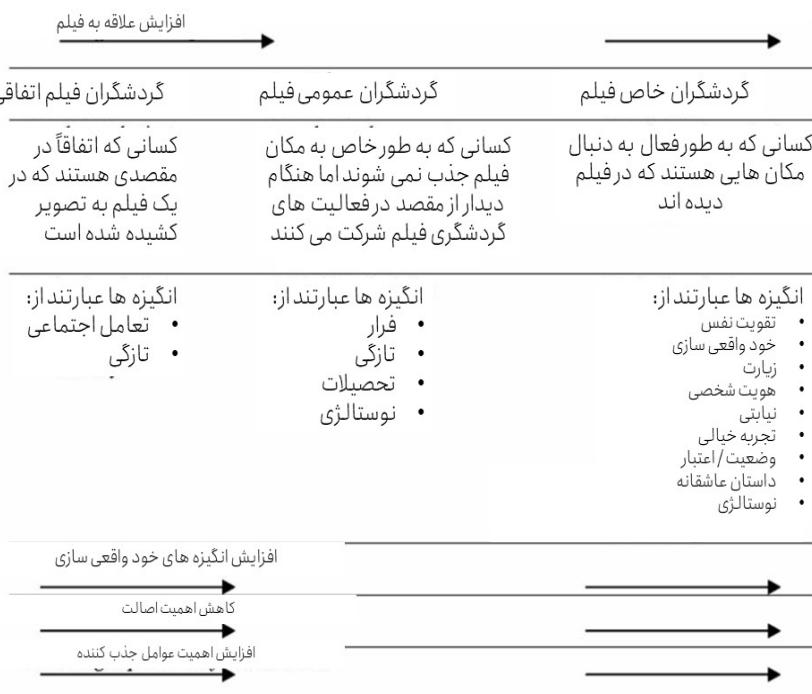 افزایش علاقه به فیلم
گردشگران خاص فیلم
کسانی که به طور فعال به دنبال
مکان هایی هستند که در فیلم
دیده اند
انگیزه ها عبارتند از:
• تقویت نفس
• خود واقعی سازی
• زیارت
• هویت شخصی
• نیابتی
• تجربه خیالی
• وضعیت/اعتبار
• داستان عاشقانه
• نوستالژی
گردشگران عمومی فیلم
کسانی که به طور خاص به مکان
فیلم جذب نمی شوند اما هنگام
دیدار از مقصد در فعالیت های
گردشگری فیلم شرکت می کنند
انگیزه ها عبارتند از:
• فرار
• تازگی
• تحصیلات
• نوستالژی
گردشگران فیلم اتفاقی
کسانی که اتفاقاً در
مقصدی هستند که در
یک فیلم به تصویر
کشیده شده است
انگیزه ها عبارتند از:
• تعامل اجتماعی
• تازگی
افزایش انگیزه های خود واقعی سازی
کاهش اهمیت اصالت
افزایش اهمیت عوامل جذب کننده